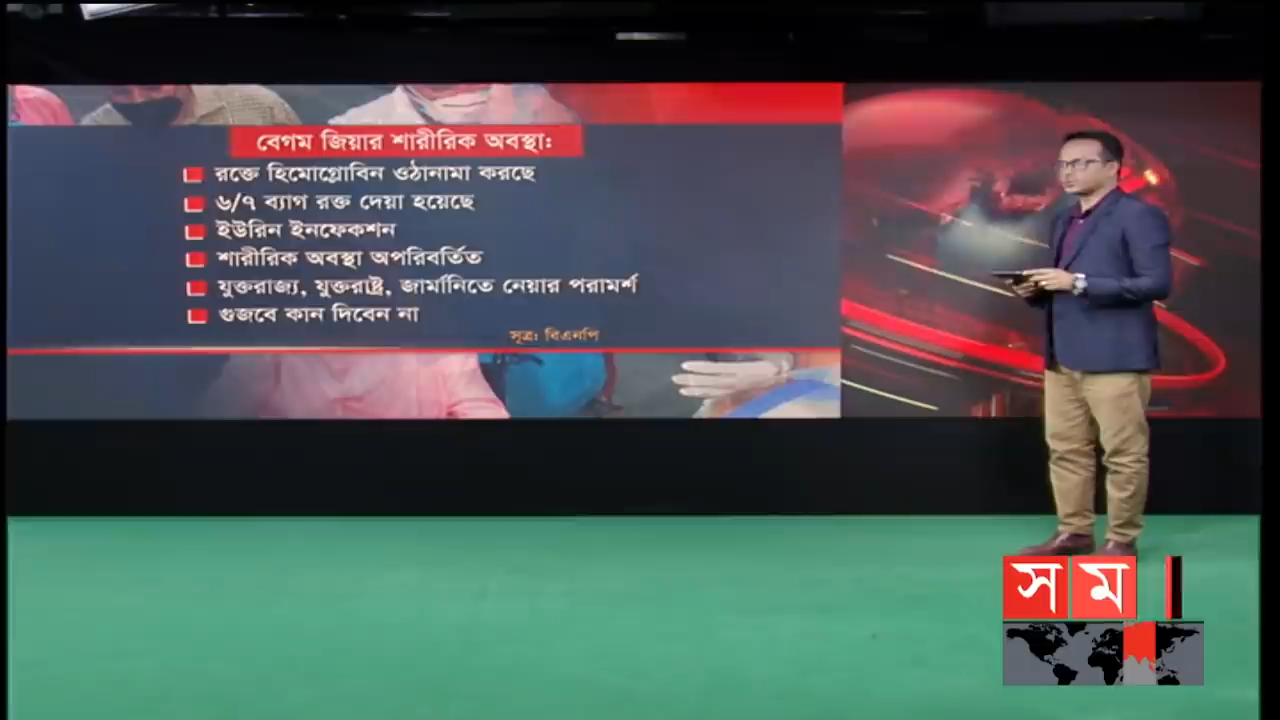 বেগম জিয়ার শারীরিক অবস্থা:
রক্তে হিমোগ্লোবিন ওঠানামা করছে
৬/৭ ব্যাগ রক্ত দেয়া হয়েছে
ইউরিন ইনফেকশন
শারীরিক অবস্থা অপরিবর্তিত
যুক্তরাজ্য, যুক্তরাষ্ট্র, জার্মানিতে নেয়ার পরামর্শ
গুজবে কান দিবেন না
সূত্র: বিএনপি
সম